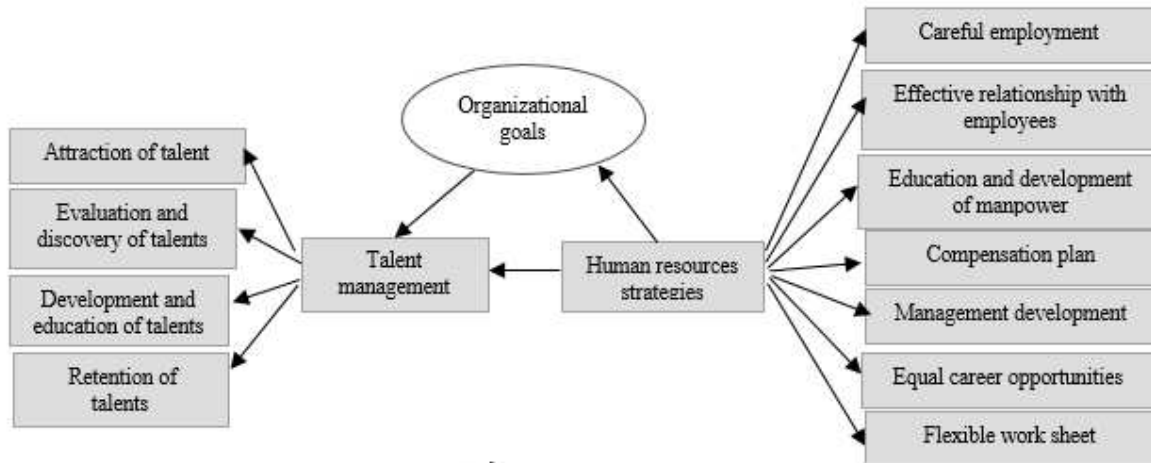 Organizational
goals
Attraction of talent
Evaluation and
discovery of talents
Development and
education of talents
Retention of
talents
Talent
management
Human resources
strategies
Careful employment
Effective relationship with
employees
Education and development
of manpower
Compensation plan
Management development
Equal career opportunities
Flexible work sheet